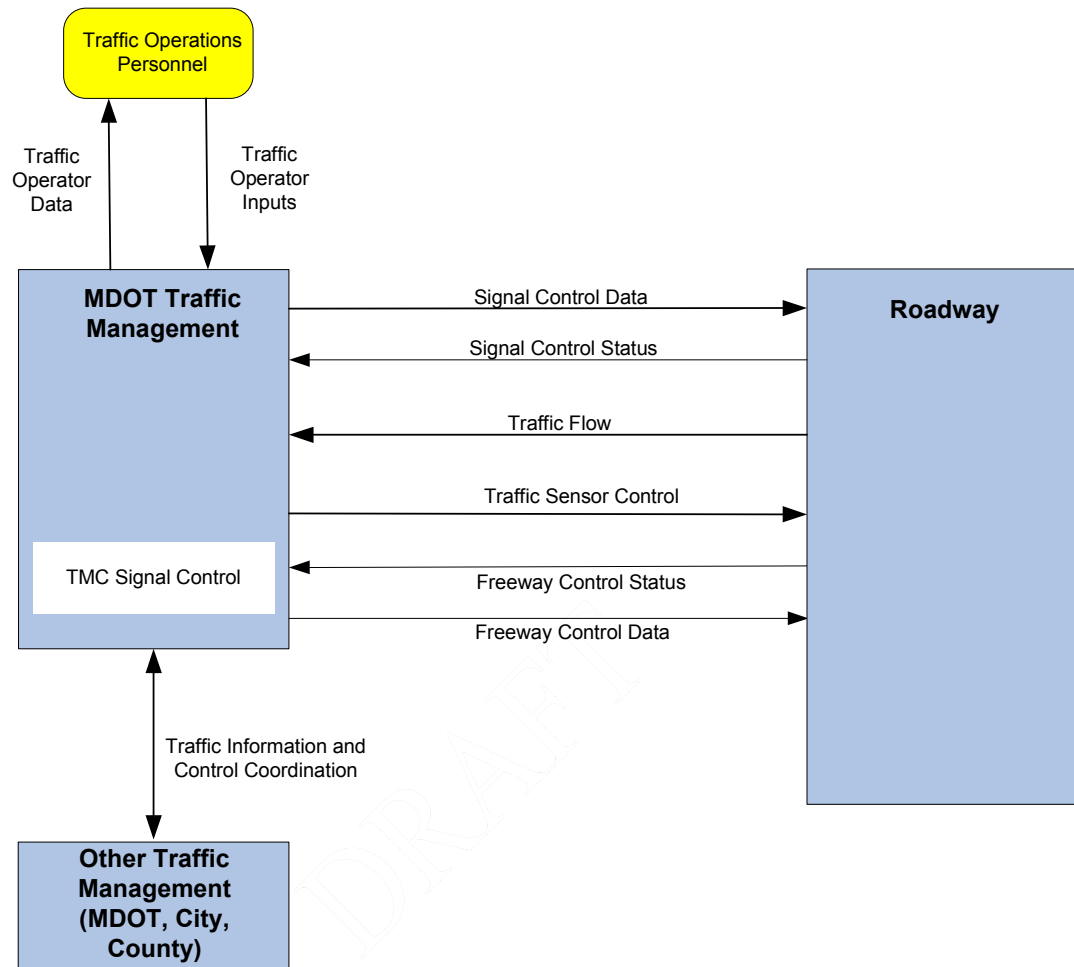 Traffic Operations
Personnel
Traffic
Operator
Data
Traffic
Operator
Inputs
MDOT Traffic
Management
Signal Control Data
Roadway
Signal Control Status
Traffic Flow
Traffic Sensor Control
TMC Signal Control
Freeway Control Status
Freeway Control Data
Traffic Information and
Control Coordination
DRAFT
Other Traffic
Management
(MDOT, City,
County)